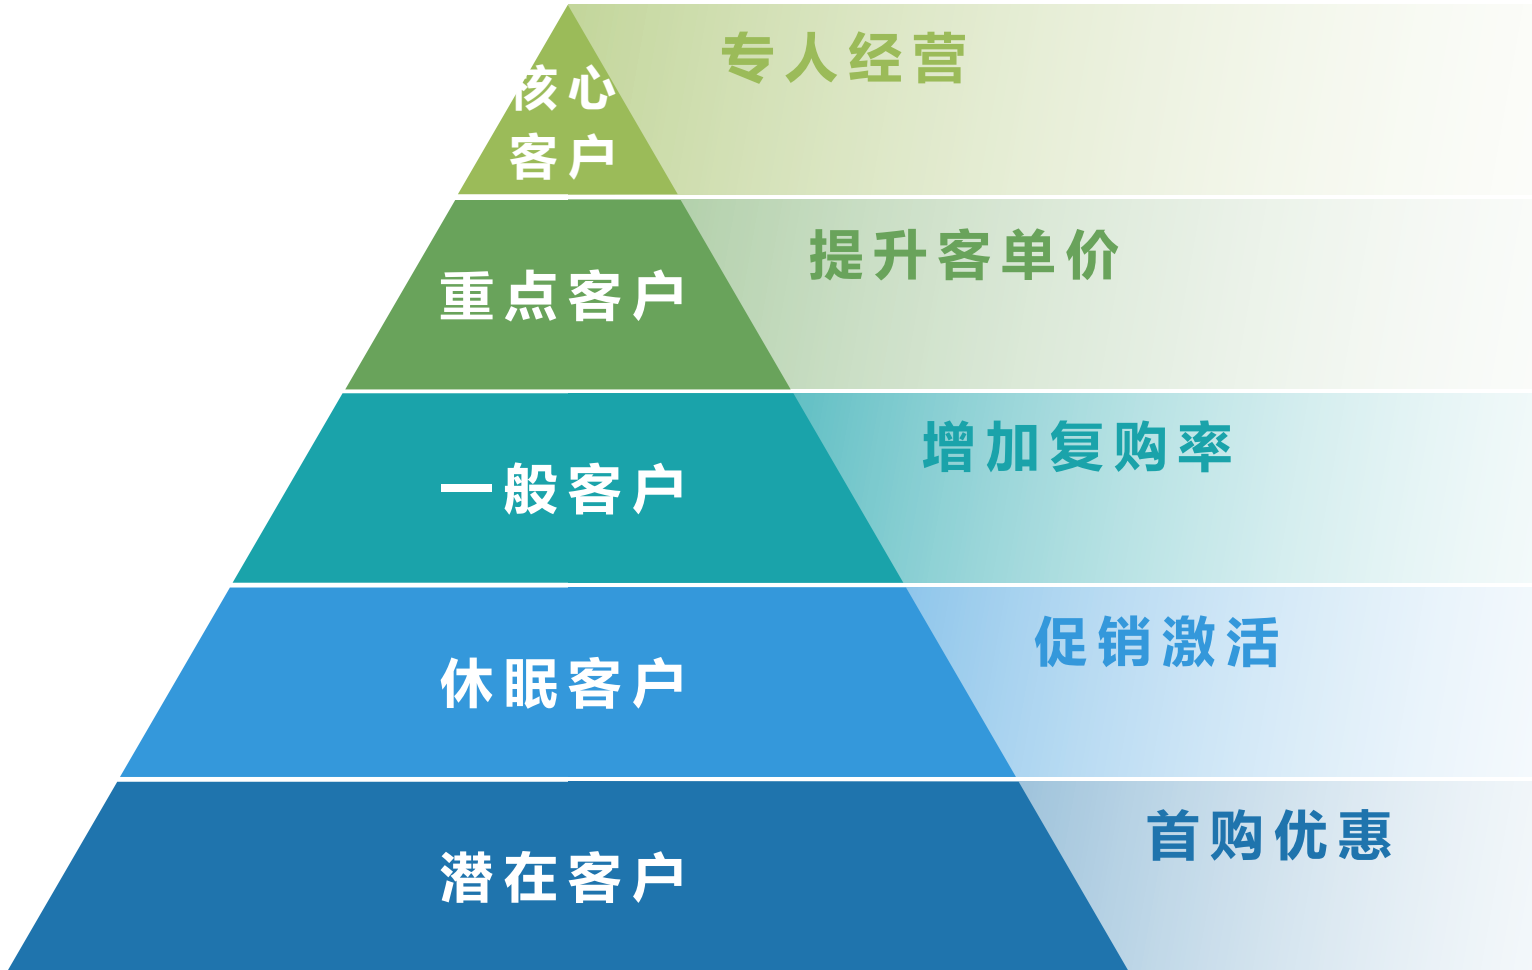 核心
客户
专人经营
重点客户
提升客单价
一般客户
增加复购率
休眠客户
促销激活
潜在客户
首购优惠